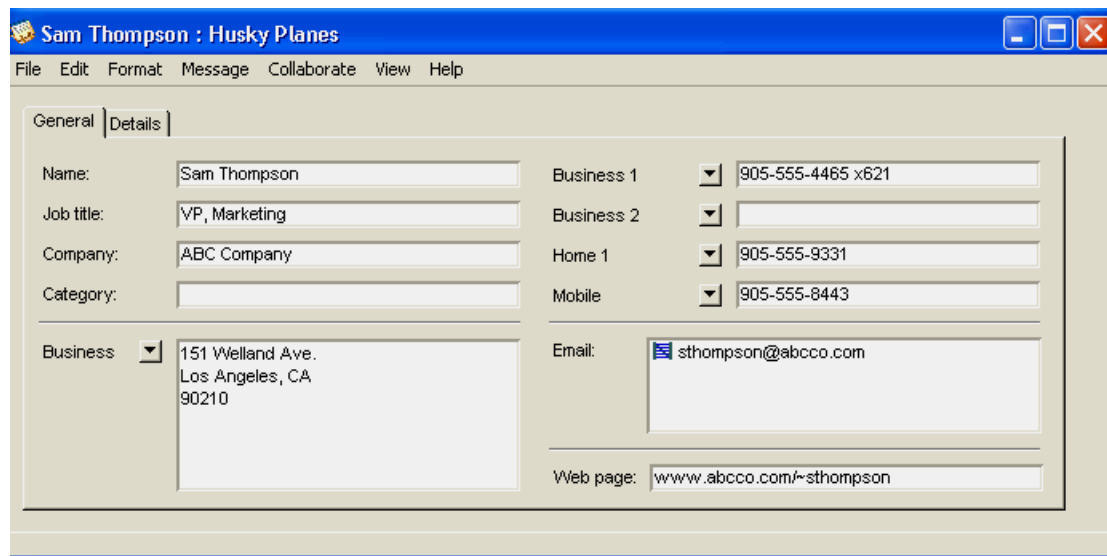 Sam Thompson : Husky Planes
File Edit Format Message Collaborate View Help
General Details
Name: Sam Thompson
Job title: VP, Marketing
Company: ABC Company
Category:
Business 151 Welland Ave.
Los Angeles, CA
90210
Business 1 905-555-4465 x621
Business 2
Home 1 905-555-9331
Mobile 905-555-8443
Email: sthompson@abcco.com
Web page: www.abcco.com/~sthompson